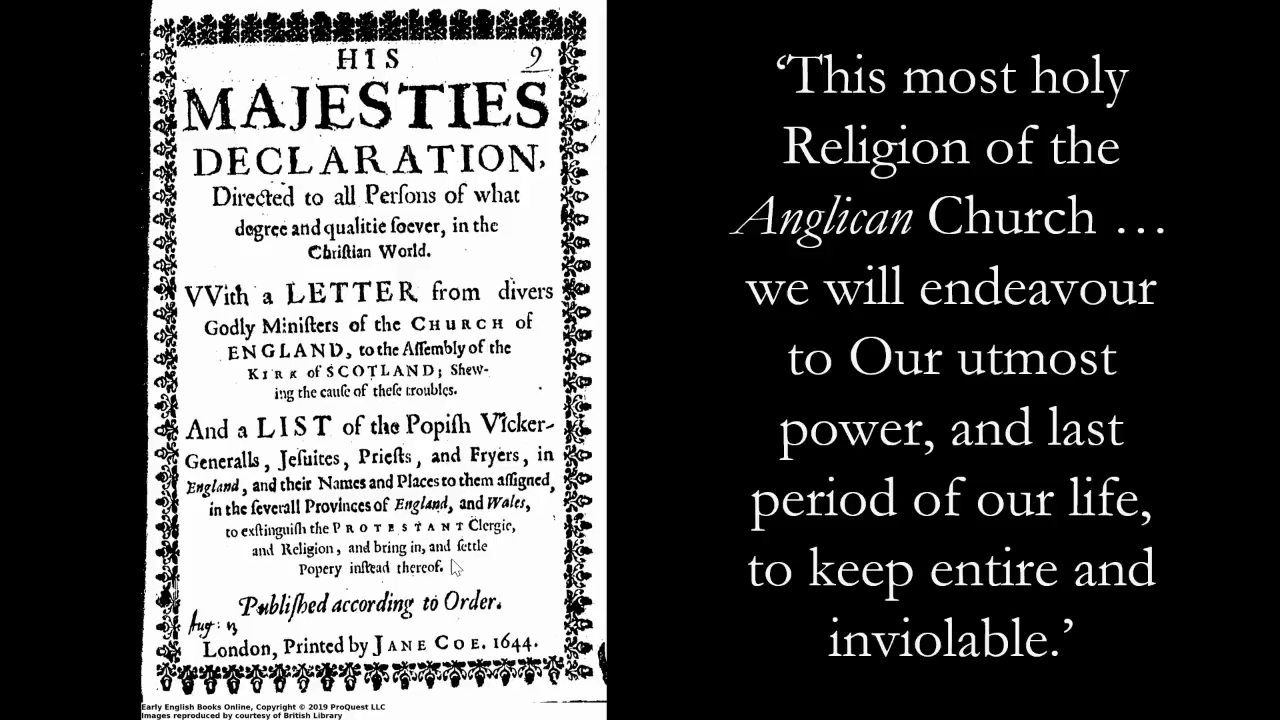 HIS
9
MAJESTIES
DECLARATION,
Directed to all Perſons of what
degree and qualitie ſoever, in the
Chriſtian World.
VVith a LETTER from divers
Godly Miniſters of the CHURCH of
ENGLAND, to the Aſſembly of the
KIRK of SCOTLAND; Shew-
ing the cauſe of theſe troubles.
And a LIST of the Popiſh Vicker-
Generalls, Jeſuites, Prieſts, and Fryers, in
England, and their Names and Places to them aſſigned,
in the ſeverall Provinces of England, and Wales,
to extinguiſh the PROTESTANT Clergie,
and Religion, and bring in, and ſettle
Popery inſtead thereof.
Publiſhed according to Order.
Aug: 13
London, Printed by JANE COE. 1644.
Early English Books Online, Copyright © 2019 ProQuest LLC
Images reproduced by courtesy of British Library
‘This most holy
Religion of the
Anglican Church …
we will endeavour
to Our utmost
power, and last
period of our life,
to keep entire and
inviolable.’